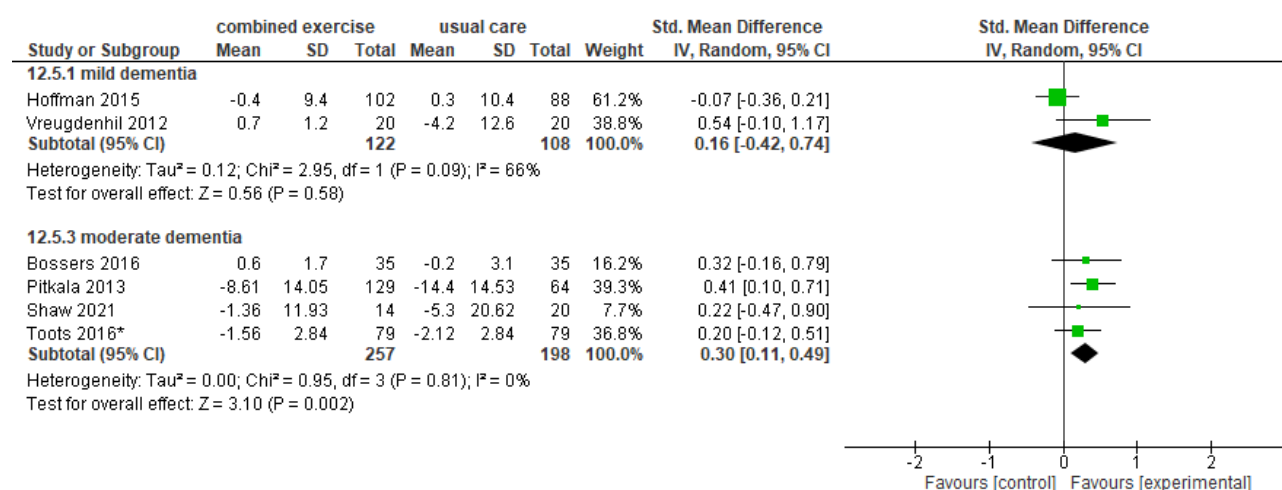 combined exercise usual care Std. Mean Difference Std. Mean Difference
Study or Subgroup Mean SD Total Mean SD Total Weight IV, Random, 95% CI IV, Random, 95% CI
12.5.1 mild dementia
Hoffman 2015 -0.4 9.4 102 0.3 10.4 88 61.2% -0.07 [-0.36, 0.21]
Vreugdenhil 2012 0.7 1.2 20 -4.2 12.6 20 38.8% 0.54 [-0.10, 1.17]
Subtotal (95% CI) 122 108 100.0% 0.16 [-0.42, 0.74]
Heterogeneity: Tau² = 0.12; Chi² = 2.95, df = 1 (P = 0.09); I² = 66%
Test for overall effect: Z = 0.56 (P = 0.58)
12.5.3 moderate dementia
Bossers 2016 0.6 1.7 35 -0.2 3.1 35 16.2% 0.32 [-0.16, 0.79]
Pitkala 2013 -8.61 14.05 129 -14.4 14.53 64 39.3% 0.41 [0.10, 0.71]
Shaw 2021 -1.36 11.93 14 -5.3 20.62 20 7.7% 0.22 [-0.47, 0.90]
Toots 2016* -1.56 2.84 79 -2.12 2.84 79 36.8% 0.20 [-0.12, 0.51]
Subtotal (95% CI) 257 198 100.0% 0.30 [0.11, 0.49]
Heterogeneity: Tau² = 0.00; Chi² = 0.95, df = 3 (P = 0.81); I² = 0%
Test for overall effect: Z = 3.10 (P = 0.002)
-2 -1 0 1 2
Favours [control] Favours [experimental]